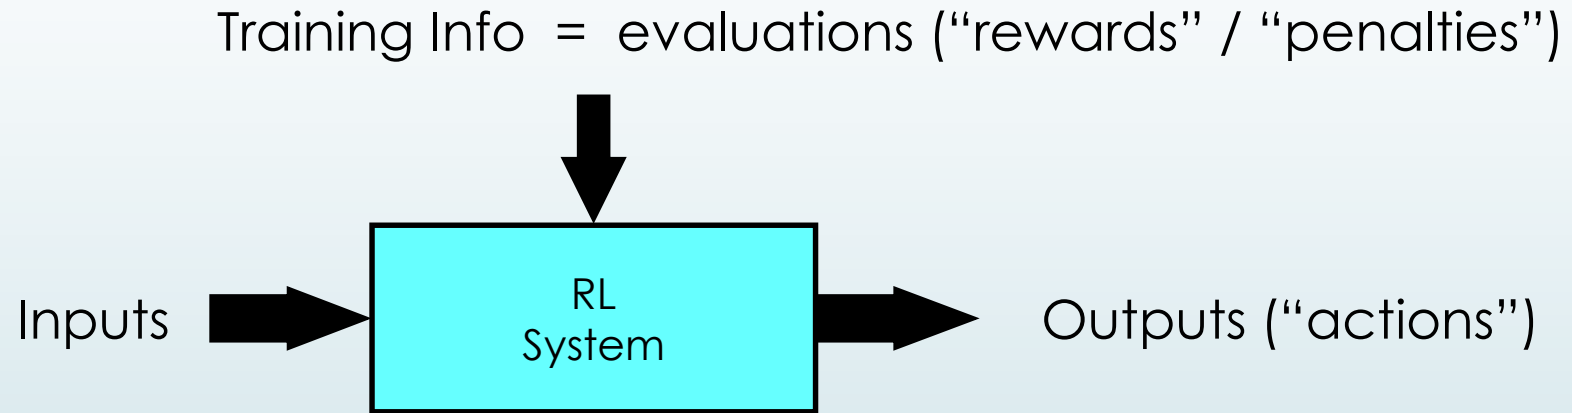 Training Info = evaluations (“rewards” / “penalties”)
RL
System
Inputs
Outputs (“actions”)